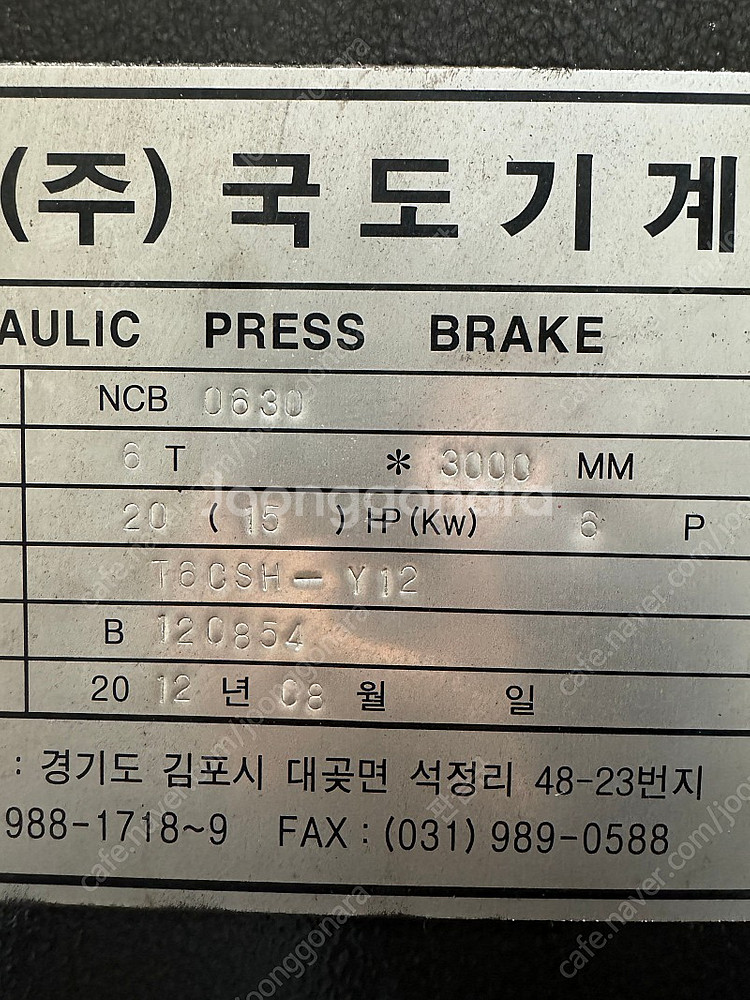 (주) 국도기계
AULIC PRESS BRAKE
NCB 0630
6 T * 3000 MM
20 ( 15 ) HP(Kw) 6 P
T6CSH-Y12
B 120854
20 12 년 08 월 일
: 경기도 김포시 대곶면 석정리 48-23번지
988-1718~9 FAX : (031) 989-0588
Joonggonara
cafe.naver.com/joonggonara